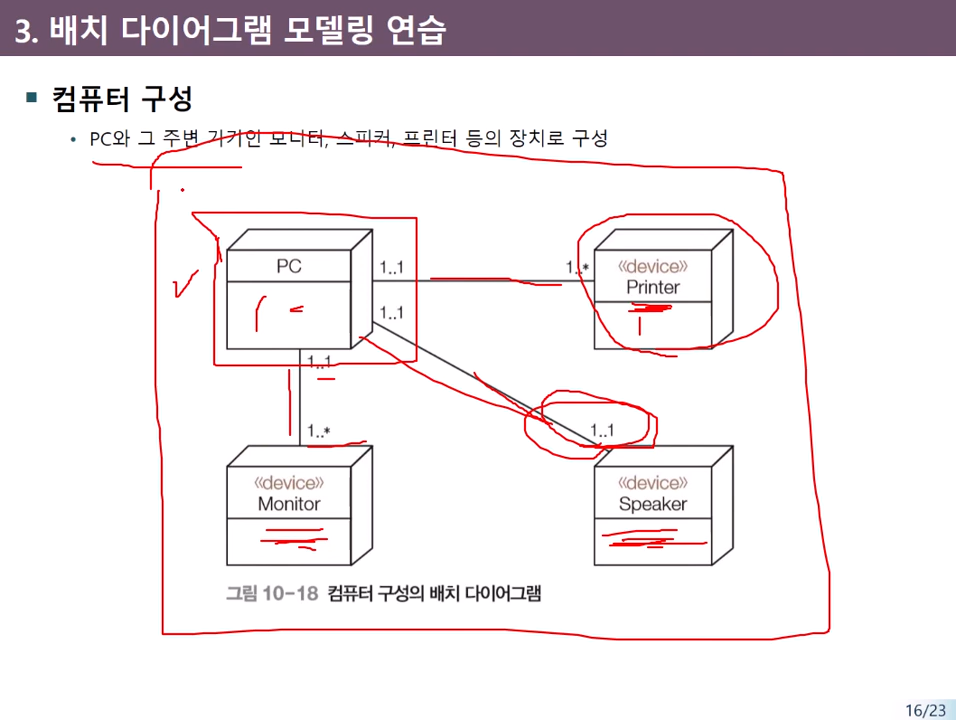 3. 배치 다이어그램 모델링 연습
컴퓨터 구성
• PC와 그 주변 기기인 모니터, 스피커, 프린터 등의 장치로 구성
PC
1..1
1..*
«device»
Printer
1..1
1..1
1..*
1..1
«device»
Monitor
«device»
Speaker
그림 10-18 컴퓨터 구성의 배치 다이어그램
16/23